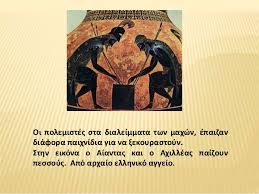 Οι πολεμιστές στα διαλείμματα των μαχών, έπαιζαν
διάφορα παιχνίδια για να ξεκουραστούν.
Στην εικόνα ο Αίαντας και ο Αχιλλέας παίζουν
πεσσούς. Από αρχαίο ελληνικό αγγείο.